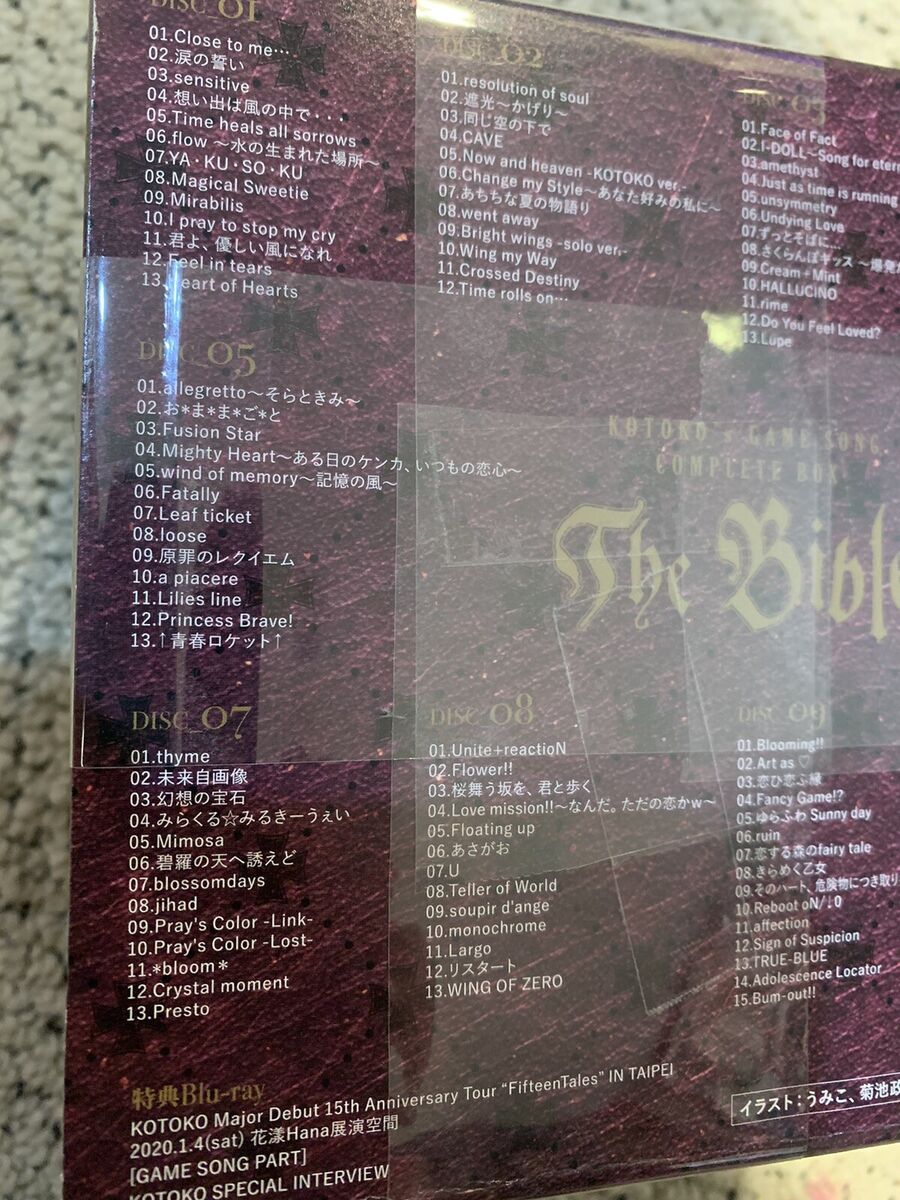 DISC_01
01.Close to me…
02.涙の誓い
03.sensitive
04.想い出は風の中で・・・
05.Time heals all sorrows
06.flow 〜水の生まれた場所〜
07.YA・KU・SO・KU
08.Magical Sweetie
09.Mirabilis
10.I pray to stop my cry
11.君よ、優しい風になれ
12.Feel in tears
13.Heart of Hearts
DISC_02
01.resolution of soul
02.遮光〜かげり〜
03.同じ空の下で
04.CAVE
05.Now and heaven -KOTOKO ver.-
06.Change my Style〜あなた好みの私に〜
07.あちちな夏の物語り
08.went away
09.Bright wings -solo ver.-
10.Wing my Way
11.Crossed Destiny
12.Time rolls on…
01.Face of Fact
02.I-DOLL〜Song for eter
03.amethyst
04.Just as time is running
05.unsymmetry
06.Undying Love
07.ずっとそばに…
08.さくらんぼキッス 〜爆発
09.Cream+Mint
10.HALLUCINO
11.rime
12.Do You Feel Loved?
13.Lupe
DISC_05
01.allegretto〜そらときみ〜
02.お*ま*ま*ご*と
03.Fusion Star
04.Mighty Heart〜ある日のケンカ、いつもの恋心〜
05.wind of memory〜記憶の風〜
06.Fatally
07.Leaf ticket
08.loose
09.原罪のレクイエム
10.a piacere
11.Lilies line
12.Princess Brave!
13.↑青春ロケット↑
KOTOKO's GAME SONG
COMPLETE BOX
The Bible
DISC_07
01.thyme
02.未来自画像
03.幻想の宝石
04.みらくる☆みるきーうぇい
05.Mimosa
06.碧羅の天へ誘えど
07.blossomdays
08.jihad
09.Pray's Color -Link-
10.Pray's Color -Lost-
11.*bloom*
12.Crystal moment
13.Presto
DISC_08
01.Unite+reactioN
02.Flower!!
03.桜舞う坂を、君と歩く
04.Love mission!!〜なんだ。ただの恋かw〜
05.Floating up
06.あさがお
07.U
08.Teller of World
09.soupir d'ange
10.monochrome
11.Largo
12.リスタート
13.WING OF ZERO
DISC_09
01.Blooming!!
02.Art as ♡
03.恋ひ恋ふ縁
04.Fancy Game!?
05.ゆらふわ Sunny day
06.ruin
07.恋する森のfairy tale
08.きらめく乙女
09.そのハート、危険物につき取り
10.Reboot oN/↓0
11.affection
12.Sign of Suspicion
13.TRUE-BLUE
14.Adolescence Locator
15.Bum-out!!
特典Blu-ray
KOTOKO Major Debut 15th Anniversary Tour "FifteenTales" IN TAIPEI
2020.1.4(sat) 花漾Hana展演空間
[GAME SONG PART]
KOTOKO SPECIAL INTERVIEW
イラスト：うみこ、菊池政